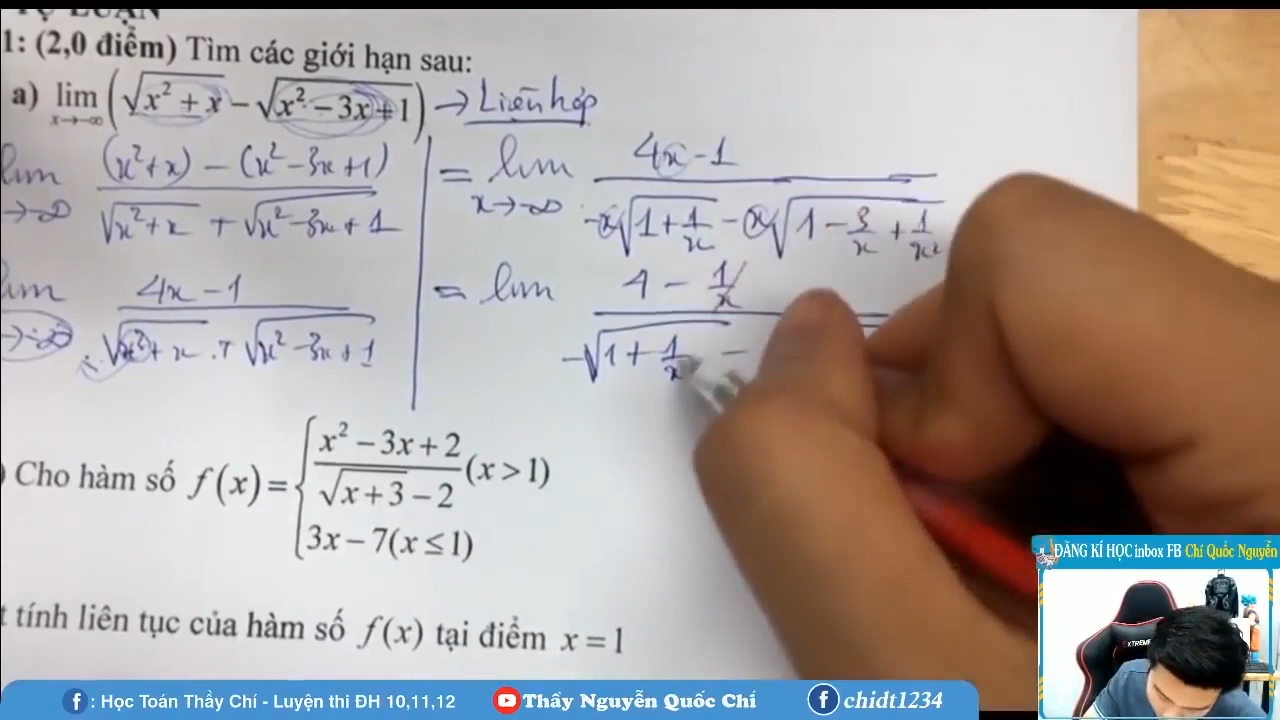 TỰ LUẬN
1: (2,0 điểm) Tìm các giới hạn sau:
a) lim x→-∞ (√(x² + x) - √(x² - 3x + 1)) → Liên hợp
lim →-∞ ((x²+x) - (x²-3x+1)) / (√(x²+x) + √(x²-3x+1))
lim →-∞ (4x-1) / (√(x²+x) + √(x²-3x+1))
= lim x→-∞ (4x-1) / (-x√(1+1/x) - x√(1-3/x+1/x²))
= lim (4 - 1/x) / (-√(1+1/x) -
Cho hàm số f(x) = { (x² - 3x + 2)/(√(x+3) - 2) (x > 1)
3x - 7 (x ≤ 1)
t tính liên tục của hàm số f(x) tại điểm x = 1
ĐĂNG KÍ HỌC inbox FB Chí Quốc Nguyễn
EXTREME
f : Học Toán Thầy Chí - Luyện thi ĐH 10,11,12
Thầy Nguyễn Quốc Chí
f chidt1234